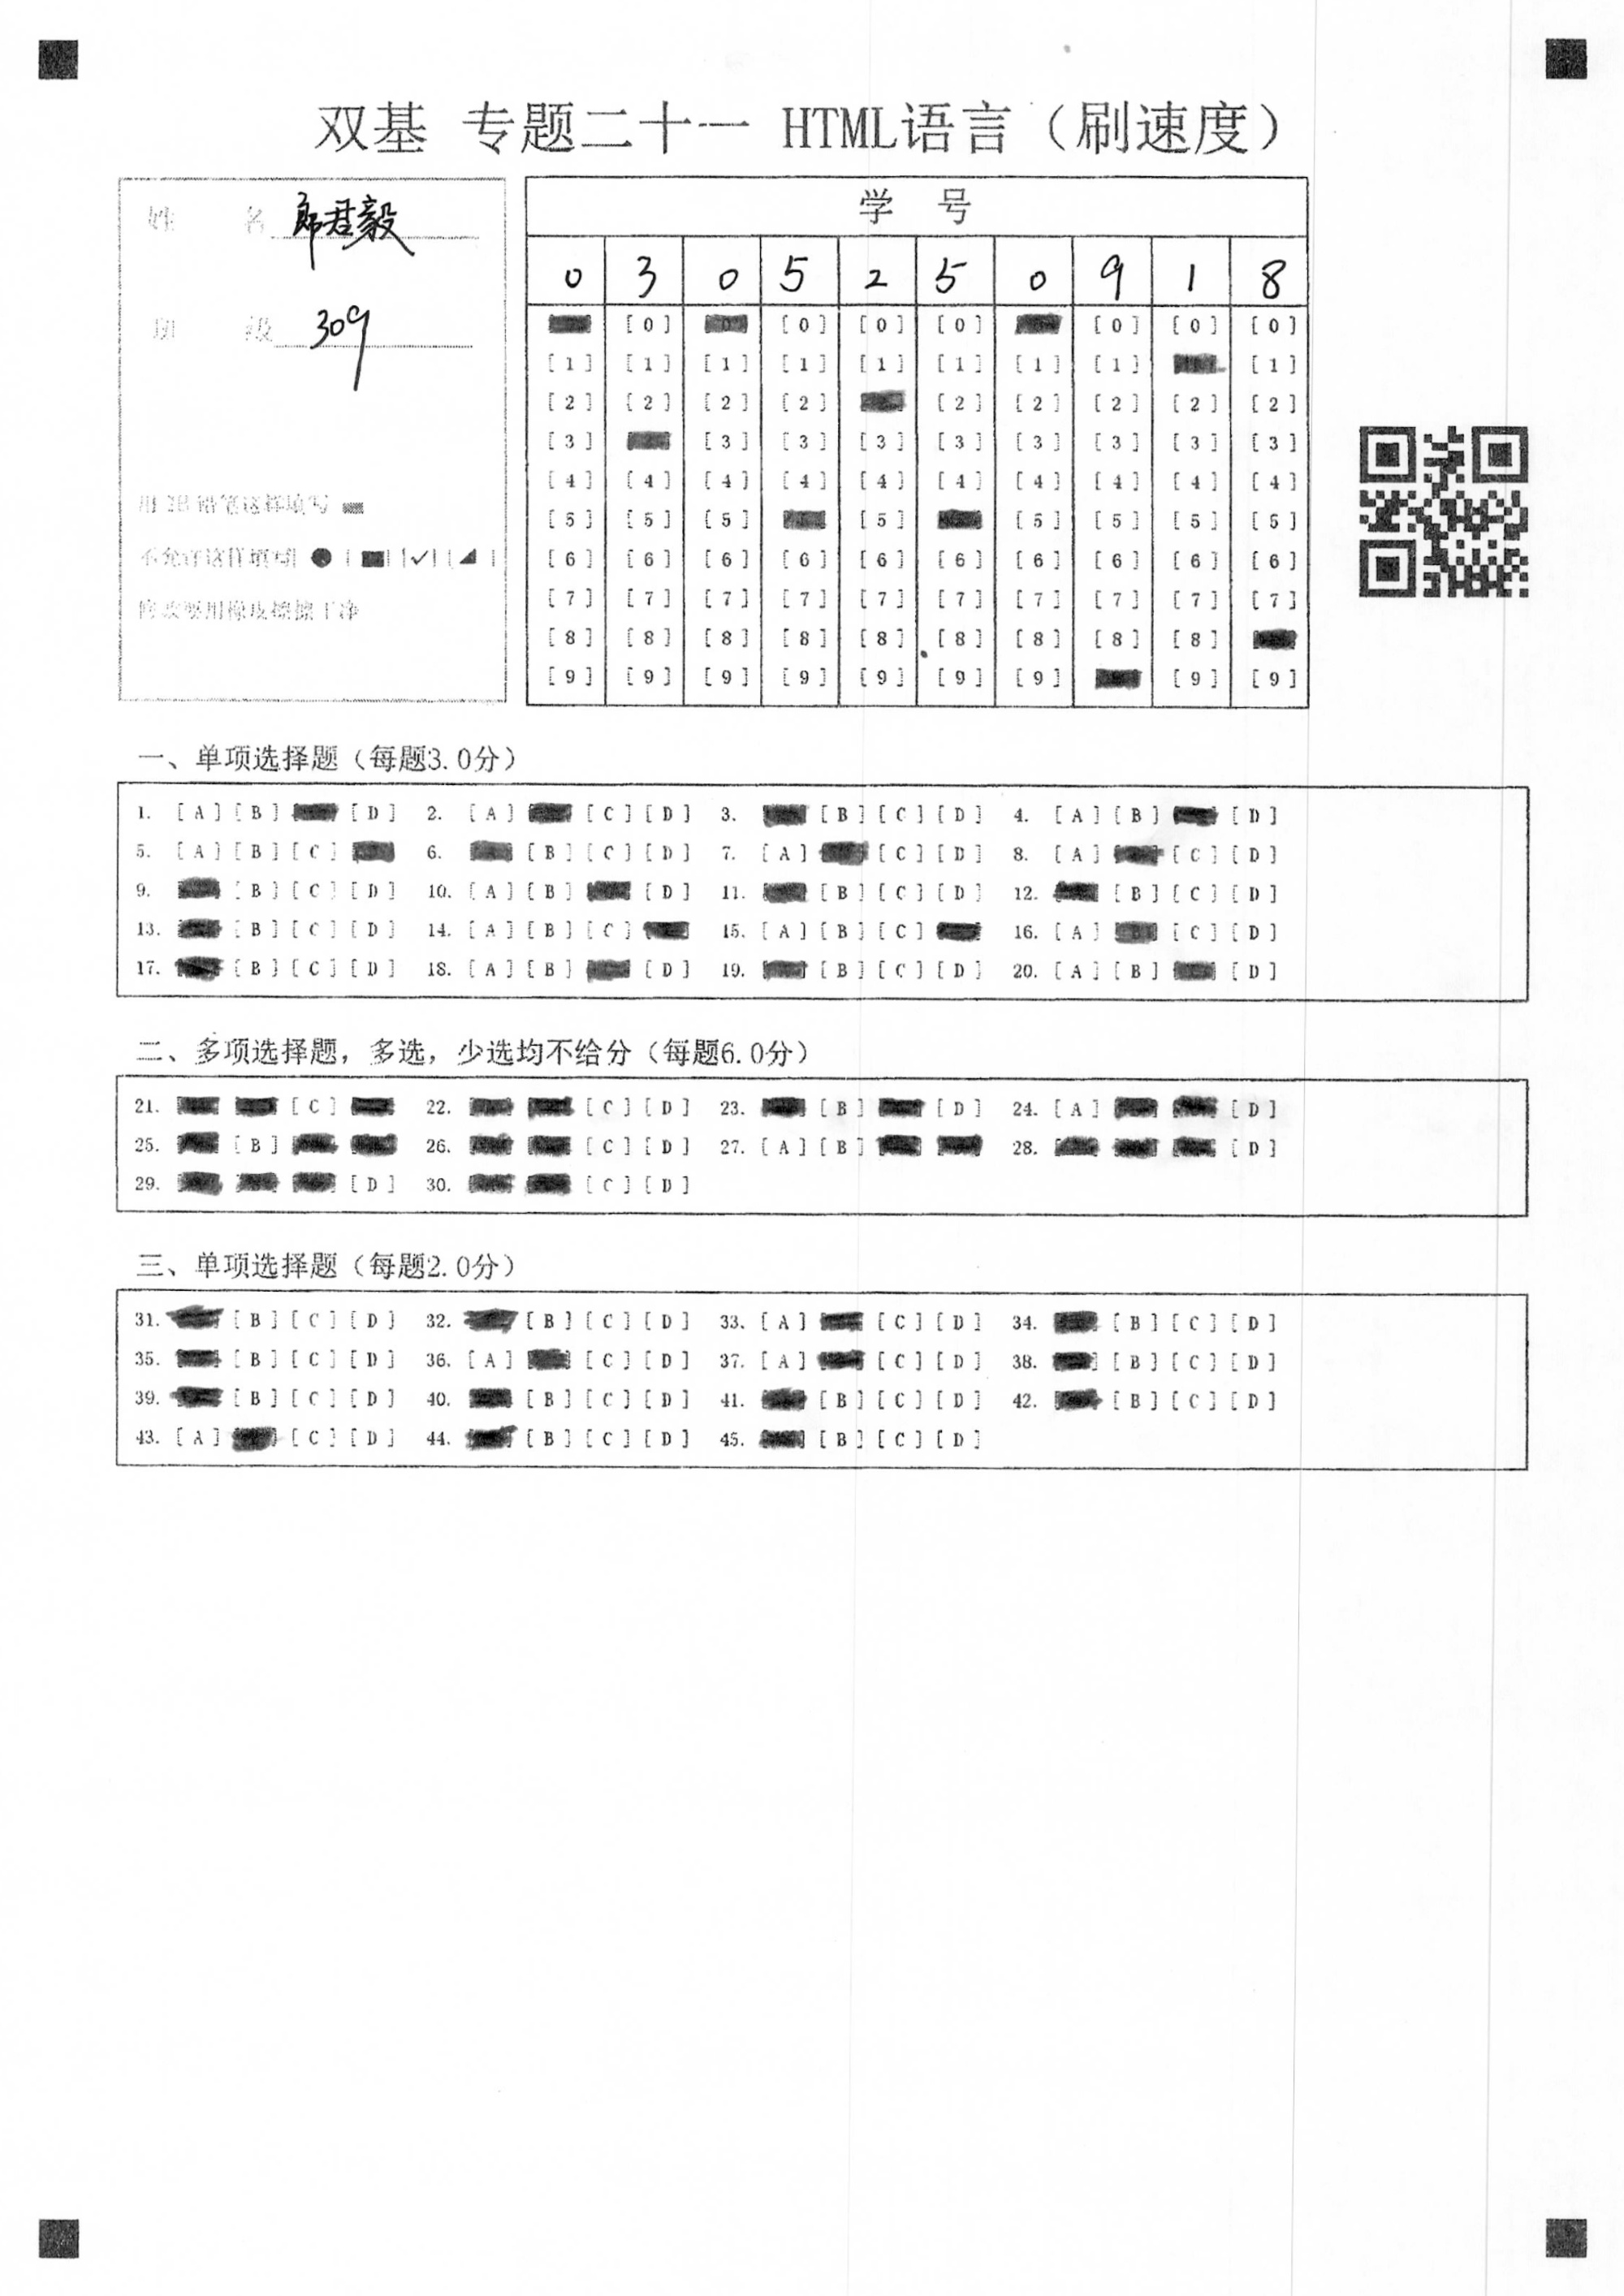 双基 专题二十一 HTML语言（刷速度）
姓 名 郎君毅
班 级 309
用 2B 铅笔这样填写
不允许这样填写
修改要用橡皮擦擦干净
学 号
0 3 0 5 2 5 0 9 1 8
[0] [0] [0] [0] [0] [0] [0]
[1] [1] [1] [1] [1] [1] [1] [1] [1]
[2] [2] [2] [2] [2] [2] [2] [2] [2]
[3] [3] [3] [3] [3] [3] [3] [3] [3]
[4] [4] [4] [4] [4] [4] [4] [4] [4] [4]
[5] [5] [5] [5] [5] [5] [5] [5]
[6] [6] [6] [6] [6] [6] [6] [6] [6] [6]
[7] [7] [7] [7] [7] [7] [7] [7] [7] [7]
[8] [8] [8] [8] [8] [8] [8] [8] [8]
[9] [9] [9] [9] [9] [9] [9] [9] [9]
一、单项选择题（每题3.0分）
1. [A] [B] [D] 2. [A] [C] [D] 3. [B] [C] [D] 4. [A] [B] [D]
5. [A] [B] [C] 6. [B] [C] [D] 7. [A] [C] [D] 8. [A] [C] [D]
9. [B] [C] [D] 10. [A] [B] [D] 11. [B] [C] [D] 12. [B] [C] [D]
13. [B] [C] [D] 14. [A] [B] [C] 15. [A] [B] [C] 16. [A] [C] [D]
17. [B] [C] [D] 18. [A] [B] [D] 19. [B] [C] [D] 20. [A] [B] [D]
二、多项选择题，多选，少选均不给分（每题6.0分）
21. [C] 22. [C] [D] 23. [B] [D] 24. [A] [D]
25. [B] 26. [C] [D] 27. [A] [B] 28. [D]
29. [D] 30. [C] [D]
三、单项选择题（每题2.0分）
31. [B] [C] [D] 32. [B] [C] [D] 33. [A] [C] [D] 34. [B] [C] [D]
35. [B] [C] [D] 36. [A] [C] [D] 37. [A] [C] [D] 38. [B] [C] [D]
39. [B] [C] [D] 40. [B] [C] [D] 41. [B] [C] [D] 42. [B] [C] [D]
43. [A] [C] [D] 44. [B] [C] [D] 45. [B] [C] [D]